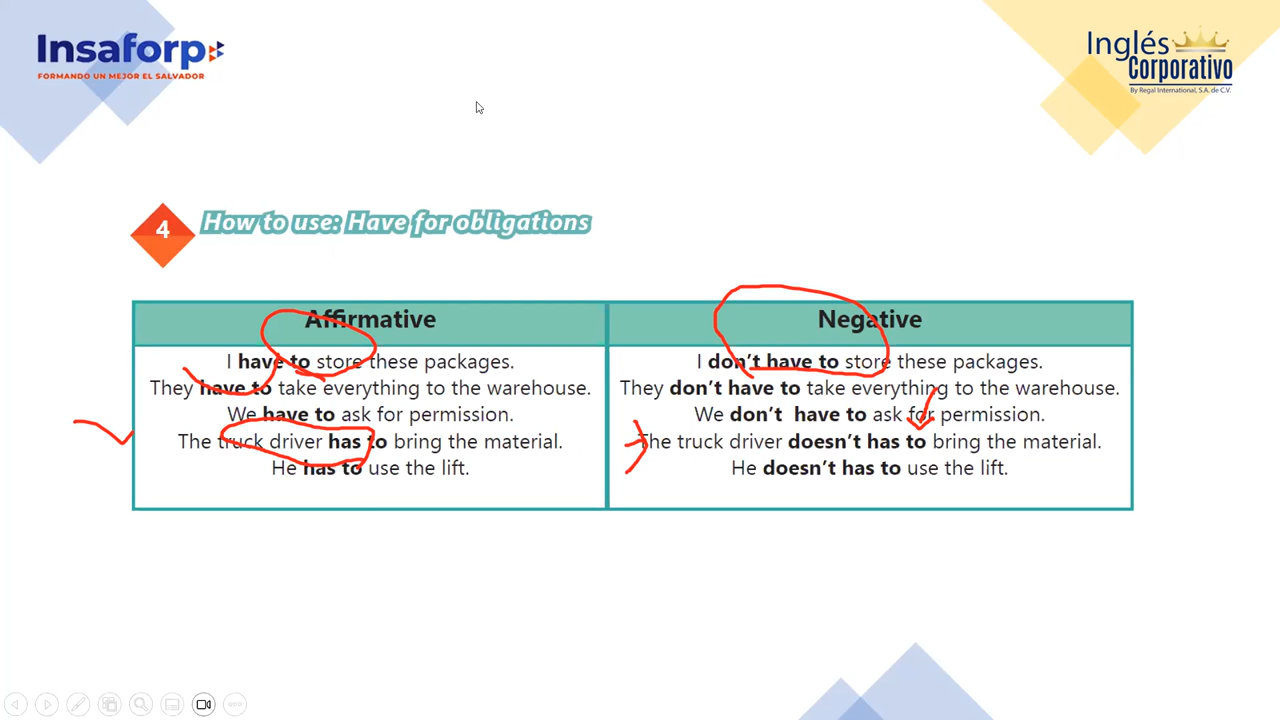 Insaforp
FORMANDO UN MEJOR EL SALVADOR
Inglés
Corporativo
By Regal International, S.A. de C.V.
4
How to use: Have for obligations
Affirmative
I have to store these packages.
They have to take everything to the warehouse.
We have to ask for permission.
The truck driver has to bring the material.
He has to use the lift.
Negative
I don't have to store these packages.
They don't have to take everything to the warehouse.
We don't have to ask for permission.
The truck driver doesn't has to bring the material.
He doesn't has to use the lift.